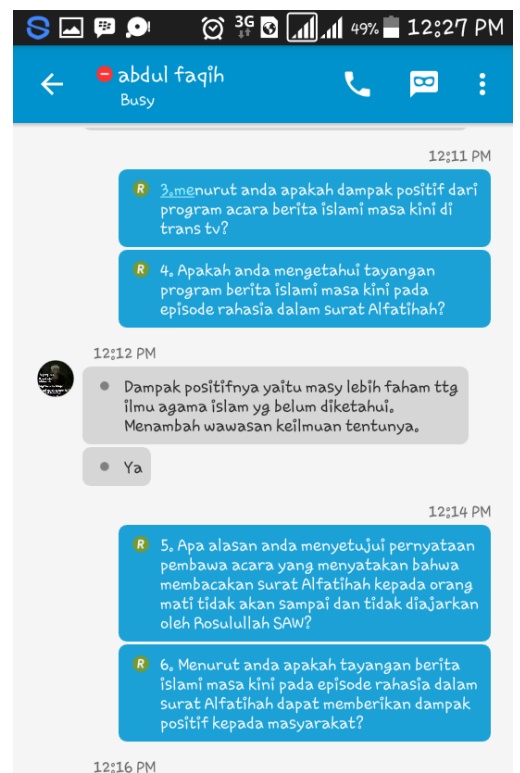 3G 49% 12:27 PM
abdul faqih
Busy
12:11 PM
R 3.menurut anda apakah dampak positif dari
program acara berita islami masa kini di
trans tv?
R 4. Apakah anda mengetahui tayangan
program berita islami masa kini pada
episode rahasia dalam surat Alfatihah?
12:12 PM
Dampak positifnya yaitu masy lebih faham ttg
ilmu agama islam yg belum diketahui.
Menambah wawasan keilmuan tentunya.
Ya
12:14 PM
R 5. Apa alasan anda menyetujui pernyataan
pembawa acara yang menyatakan bahwa
membacakan surat Alfatihah kepada orang
mati tidak akan sampai dan tidak diajarkan
oleh Rosulullah SAW?
R 6. Menurut anda apakah tayangan berita
islami masa kini pada episode rahasia dalam
surat Alfatihah dapat memberikan dampak
positif kepada masyarakat?
12:16 PM